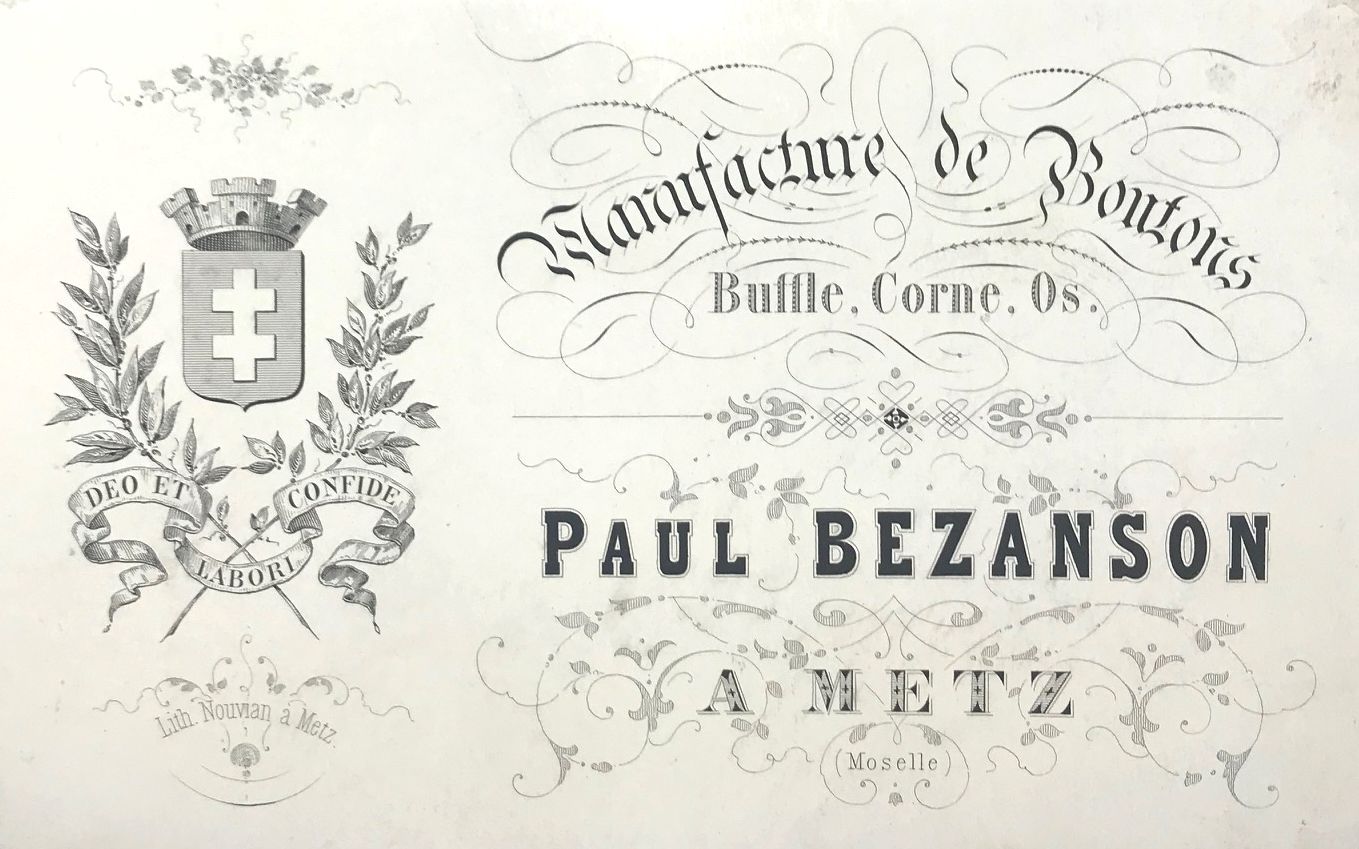 DEO ET CONFIDE
LABORI
Lith. Nouvian à Metz.
Manufacture de Boutons
Buffle, Corne, Os.
PAUL BEZANSON
A METZ
(Moselle)